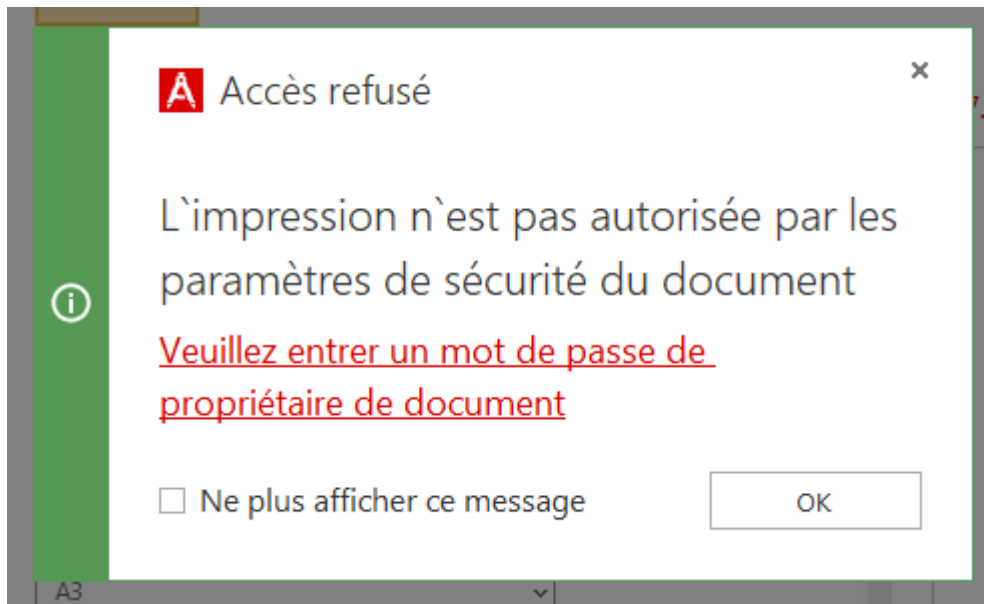 Accès refusé
L`impression n`est pas autorisée par les
paramètres de sécurité du document
Veuillez entrer un mot de passe de
propriétaire de document
Ne plus afficher ce message
OK
A3